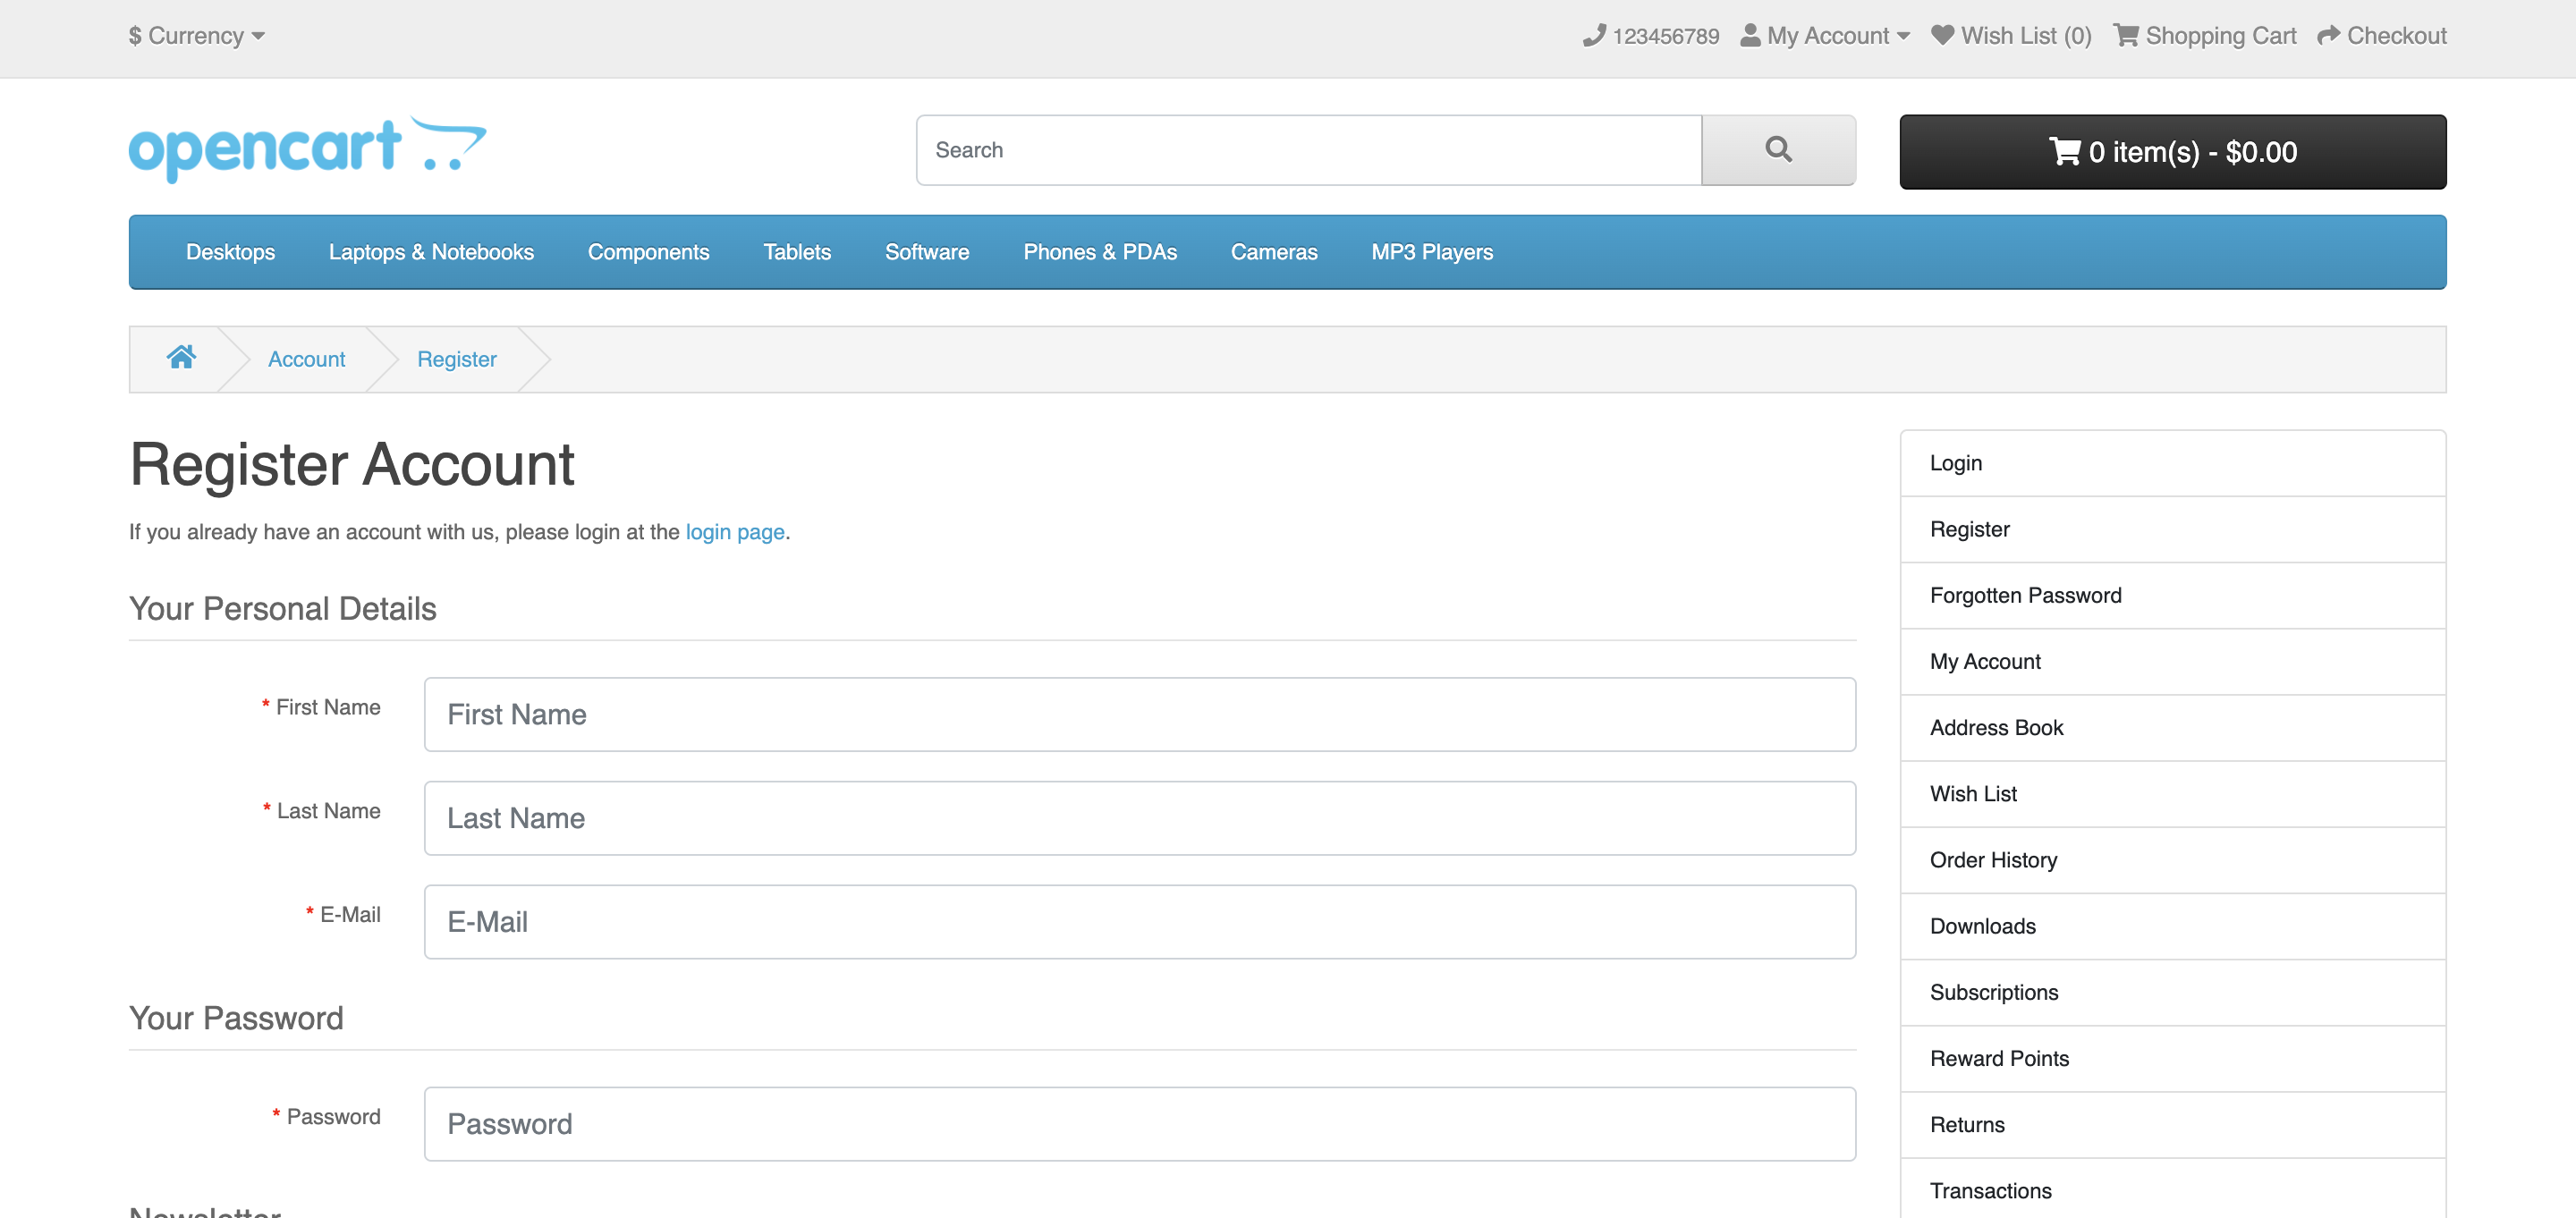 $ Currency
123456789 My Account Wish List (0) Shopping Cart Checkout
opencart
Search
0 item(s) - $0.00
Desktops Laptops & Notebooks Components Tablets Software Phones & PDAs Cameras MP3 Players
Account Register
Register Account
If you already have an account with us, please login at the login page.
Your Personal Details
* First Name First Name
* Last Name Last Name
* E-Mail E-Mail
Your Password
* Password Password
Newsletter
Login
Register
Forgotten Password
My Account
Address Book
Wish List
Order History
Downloads
Subscriptions
Reward Points
Returns
Transactions